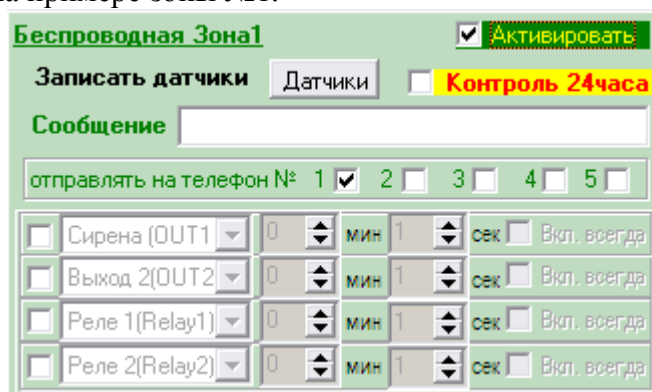 Беспроводная Зона1 Активировать
Записать датчики Датчики Контроль 24часа
Сообщение
отправлять на телефон № 1 2 3 4 5
Сирена (OUT1 0 мин 1 сек Вкл. всегда
Выход 2(OUT2 0 мин 1 сек Вкл. всегда
Реле 1(Relay1) 0 мин 1 сек Вкл. всегда
Реле 2(Relay2) 0 мин 1 сек Вкл. всегда